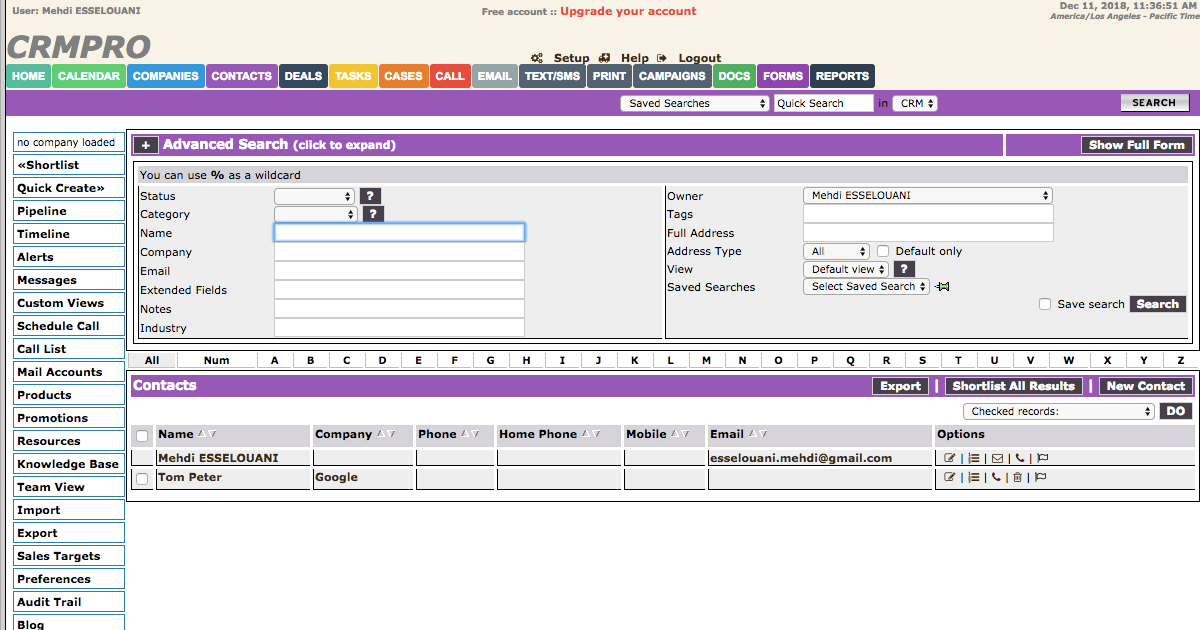 User: Mehdi ESSELOUANI
Free account :: Upgrade your account
Dec 11, 2018, 11:36:51 AM
America/Los Angeles - Pacific Time
CRMPRO
Setup Help Logout
HOME CALENDAR COMPANIES CONTACTS DEALS TASKS CASES CALL EMAIL TEXT/SMS PRINT CAMPAIGNS DOCS FORMS REPORTS
Saved Searches Quick Search in CRM SEARCH
no company loaded
«Shortlist
Quick Create»
Pipeline
Timeline
Alerts
Messages
Custom Views
Schedule Call
Call List
Mail Accounts
Products
Promotions
Resources
Knowledge Base
Team View
Import
Export
Sales Targets
Preferences
Audit Trail
Blog
+ Advanced Search (click to expand) Show Full Form
You can use % as a wildcard
Status ?
Category ?
Name
Company
Email
Extended Fields
Notes
Industry
Owner Mehdi ESSELOUANI
Tags
Full Address
Address Type All Default only
View Default view ?
Saved Searches Select Saved Search
Save search Search
All Num A B C D E F G H I J K L M N O P Q R S T U V W X Y Z
Contacts Export | Shortlist All Results | New Contact
Checked records: DO
Name Company Phone Home Phone Mobile Email Options
Mehdi ESSELOUANI esselouani.mehdi@gmail.com | | | |
Tom Peter Google | | | |